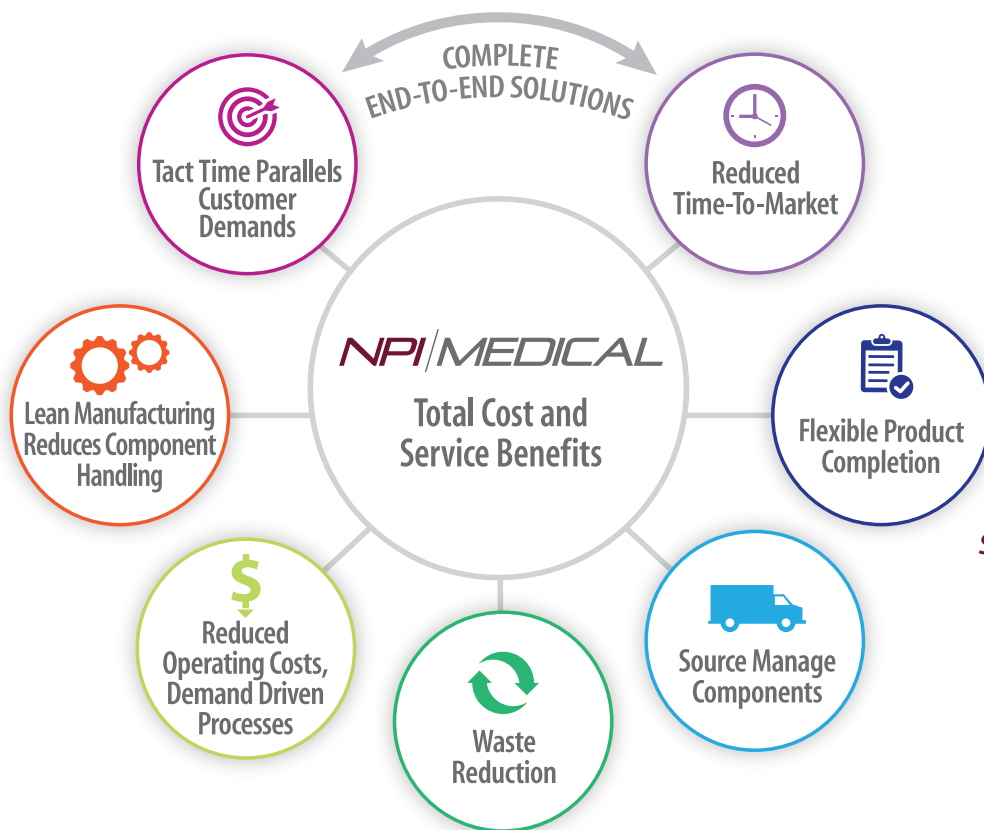 COMPLETE
END-TO-END SOLUTIONS
Tact Time Parallels
Customer
Demands
Reduced
Time-To-Market
NPI/MEDICAL
Total Cost and
Service Benefits
Lean Manufacturing
Reduces Component
Handling
Flexible Product
Completion
$
Reduced
Operating Costs,
Demand Driven
Processes
Source Manage
Components
Waste
Reduction